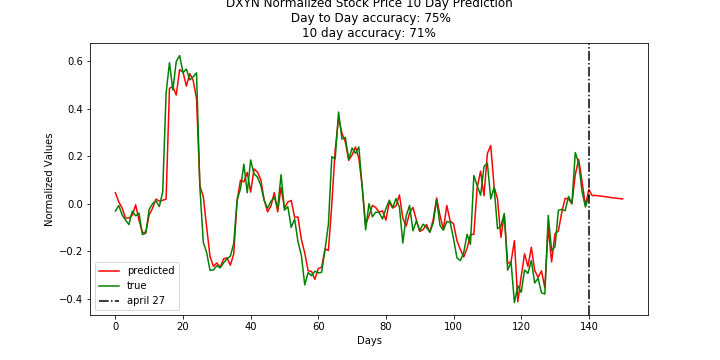 DXYN Normalized Stock Price 10 Day Prediction
Day to Day accuracy: 75%
10 day accuracy: 71%
0.6
0.4
0.2
0.0
−0.2
−0.4
Normalized Values
predicted
true
april 27
0 20 40 60 80 100 120 140
Days